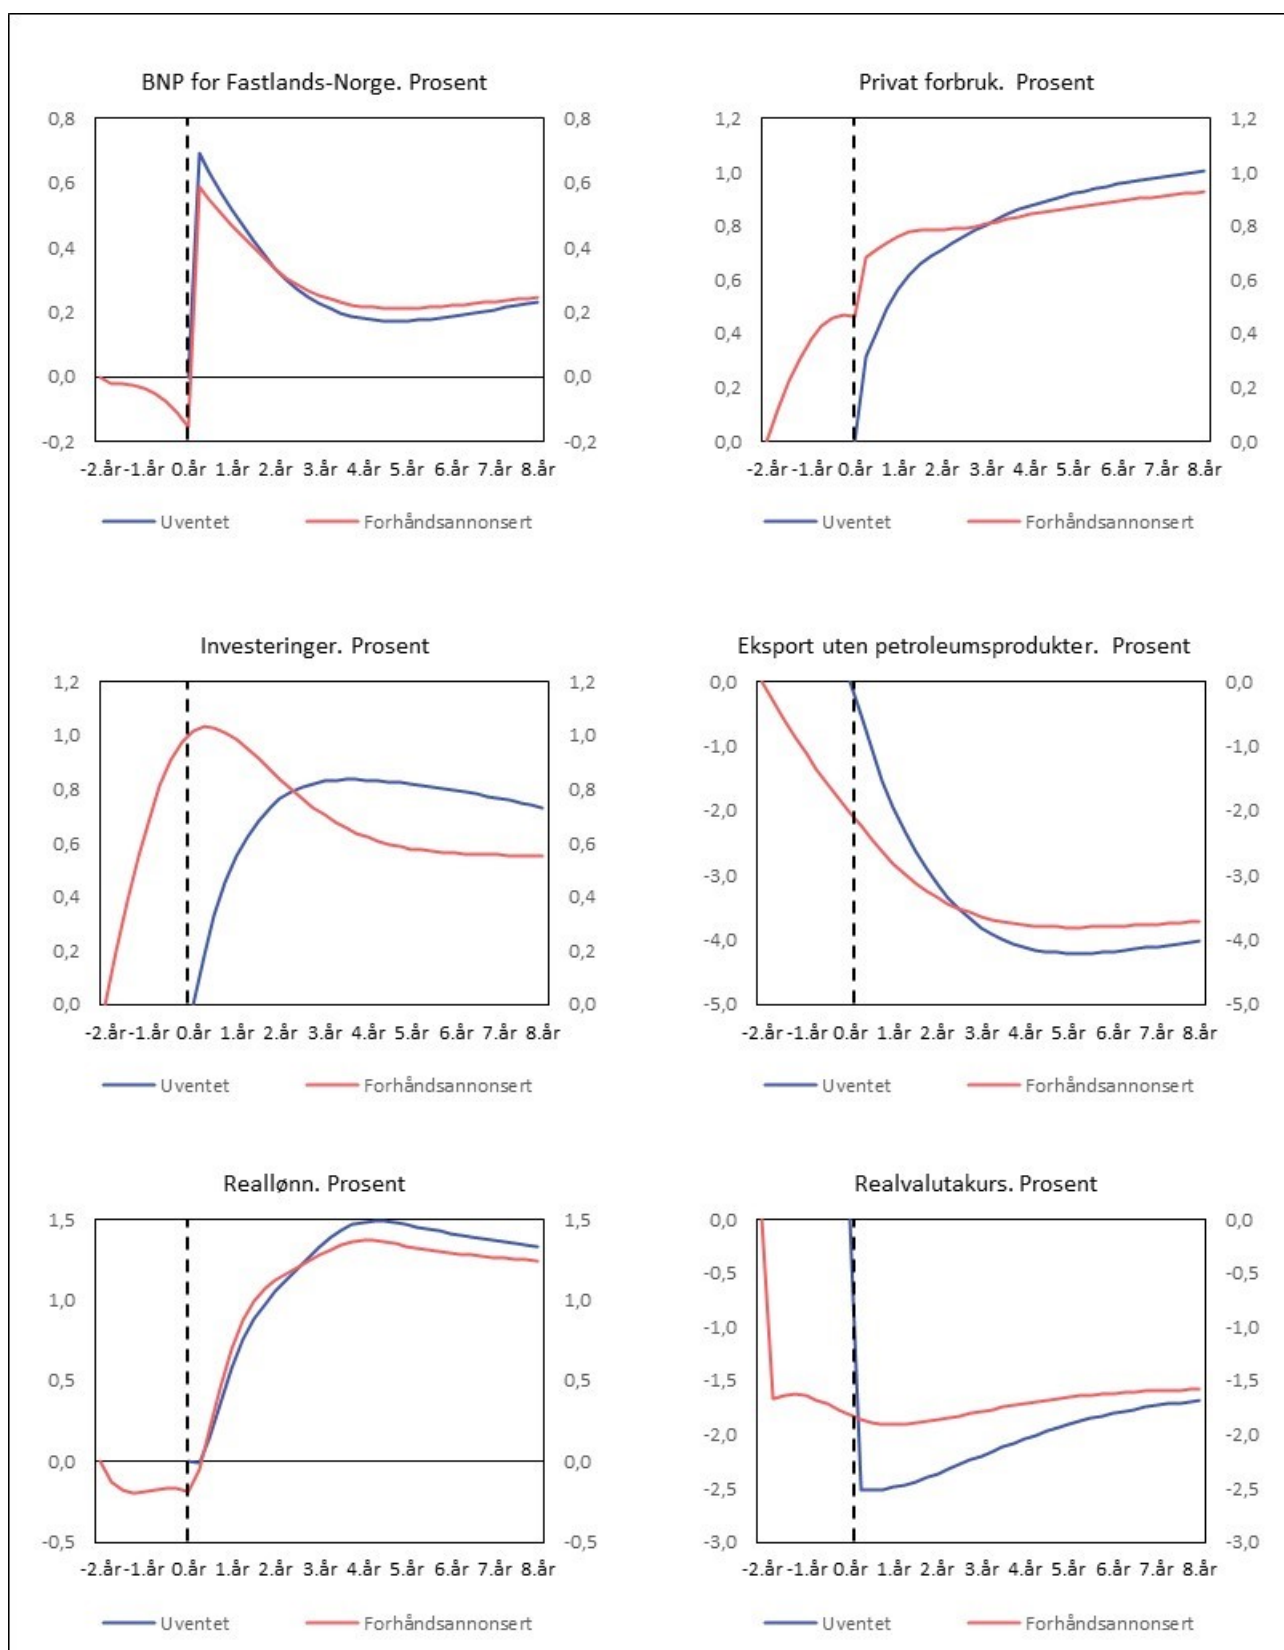 BNP for Fastlands-Norge. Prosent
0,8 0,8
0,6 0,6
0,4 0,4
0,2 0,2
0,0 0,0
-0,2 -0,2
-2.år -1.år 0.år 1.år 2.år 3.år 4.år 5.år 6.år 7.år 8.år
Uventet Forhåndsannonsert
Privat forbruk. Prosent
1,2 1,2
1,0 1,0
0,8 0,8
0,6 0,6
0,4 0,4
0,2 0,2
0,0 0,0
-2.år -1.år 0.år 1.år 2.år 3.år 4.år 5.år 6.år 7.år 8.år
Uventet Forhåndsannonsert
Investeringer. Prosent
1,2 1,2
1,0 1,0
0,8 0,8
0,6 0,6
0,4 0,4
0,2 0,2
0,0 0,0
-2.år -1.år 0.år 1.år 2.år 3.år 4.år 5.år 6.år 7.år 8.år
Uventet Forhåndsannonsert
Eksport uten petroleumsprodukter. Prosent
0,0 0,0
-1,0 -1,0
-2,0 -2,0
-3,0 -3,0
-4,0 -4,0
-5,0 -5,0
-2.år -1.år 0.år 1.år 2.år 3.år 4.år 5.år 6.år 7.år 8.år
Uventet Forhåndsannonsert
Reallønn. Prosent
1,5 1,5
1,0 1,0
0,5 0,5
0,0 0,0
-0,5 -0,5
-2.år -1.år 0.år 1.år 2.år 3.år 4.år 5.år 6.år 7.år 8.år
Uventet Forhåndsannonsert
Realvalutakurs. Prosent
0,0 0,0
-0,5 -0,5
-1,0 -1,0
-1,5 -1,5
-2,0 -2,0
-2,5 -2,5
-3,0 -3,0
-2.år -1.år 0.år 1.år 2.år 3.år 4.år 5.år 6.år 7.år 8.år
Uventet Forhåndsannonsert